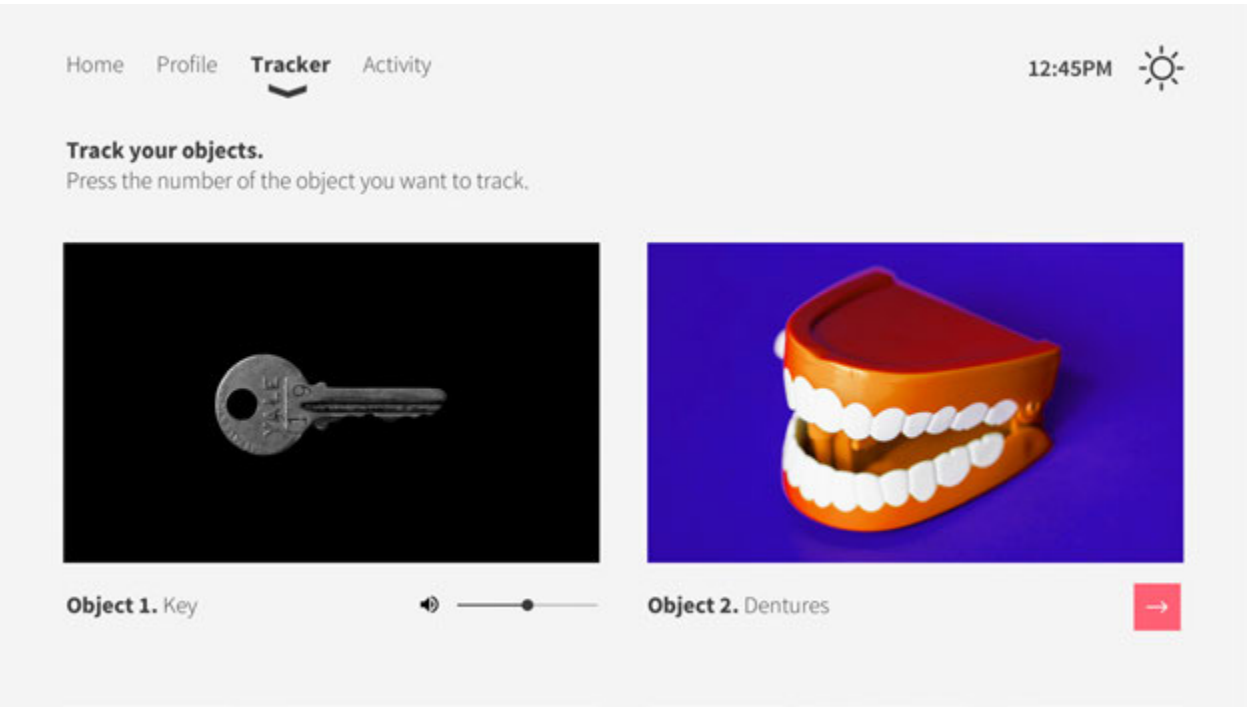 Home Profile Tracker Activity
12:45PM
Track your objects.
Press the number of the object you want to track.
YALE
19
Object 1. Key
Object 2. Dentures